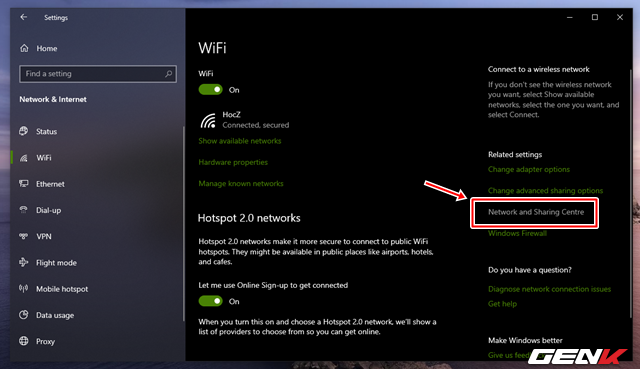 Settings
Home
Find a setting
Network & Internet
Status
WiFi
Ethernet
Dial-up
VPN
Flight mode
Mobile hotspot
Data usage
Proxy
WiFi
WiFi
On
HocZ
Connected, secured
Show available networks
Hardware properties
Manage known networks
Hotspot 2.0 networks
Hotspot 2.0 networks make it more secure to connect to public WiFi
hotspots. They might be available in public places like airports, hotels,
and cafes.
Let me use Online Sign-up to get connected
On
When you turn this on and choose a Hotspot 2.0 network, we'll show a
list of providers to choose from so you can get online.
Connect to a wireless network
If you don't see the wireless network
you want, select Show available
networks, select the one you want, and
select Connect.
Related settings
Change adapter options
Change advanced sharing options
Network and Sharing Centre
Windows Firewall
Do you have a question?
Diagnose network connection issues
Get help
Make Windows better
Give us feedb
GENK